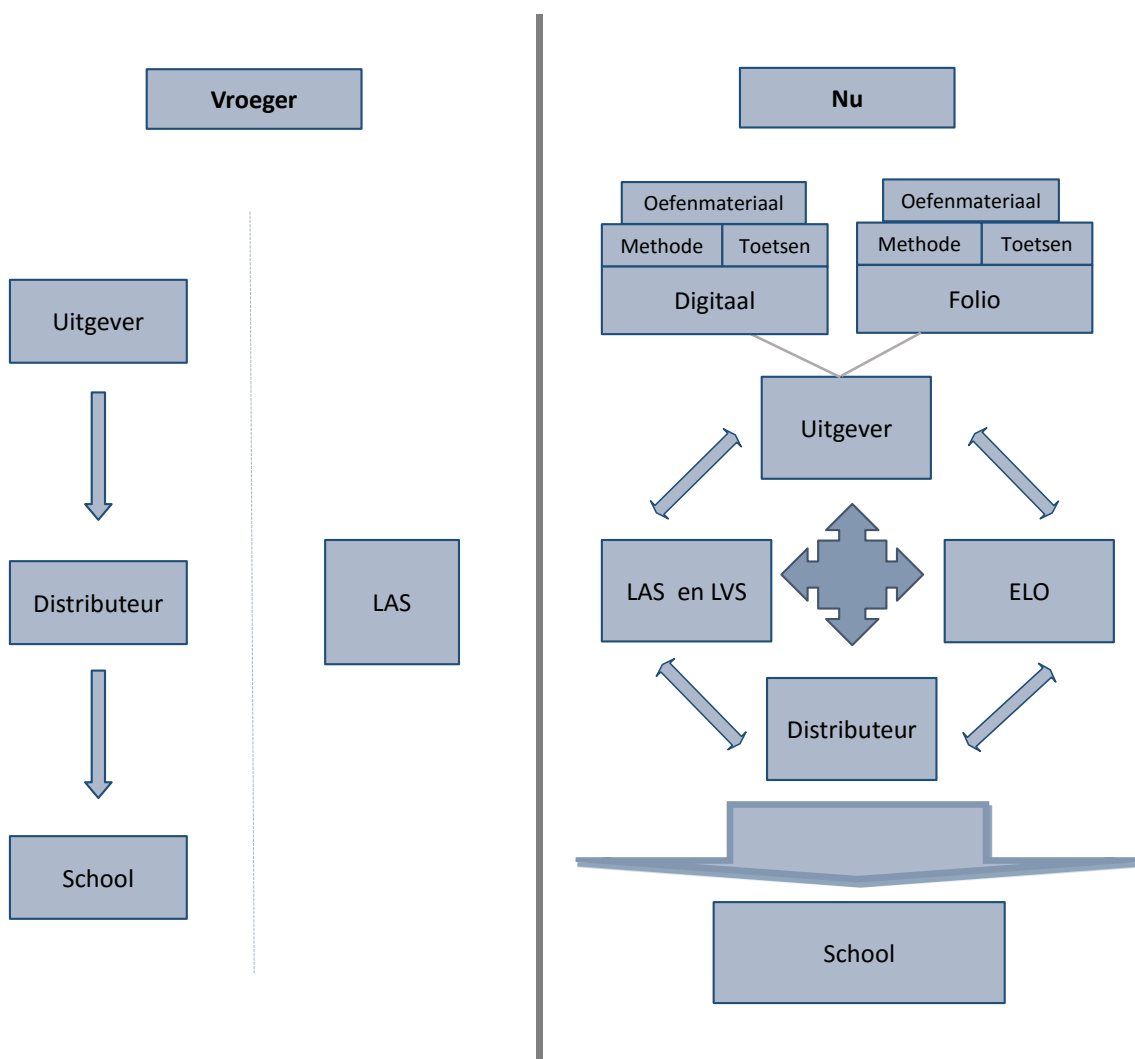 Vroeger
Uitgever
Distributeur
LAS
School
Nu
Oefenmateriaal
Methode
Toetsen
Digitaal
Oefenmateriaal
Methode
Toetsen
Folio
Uitgever
LAS en LVS
ELO
Distributeur
School